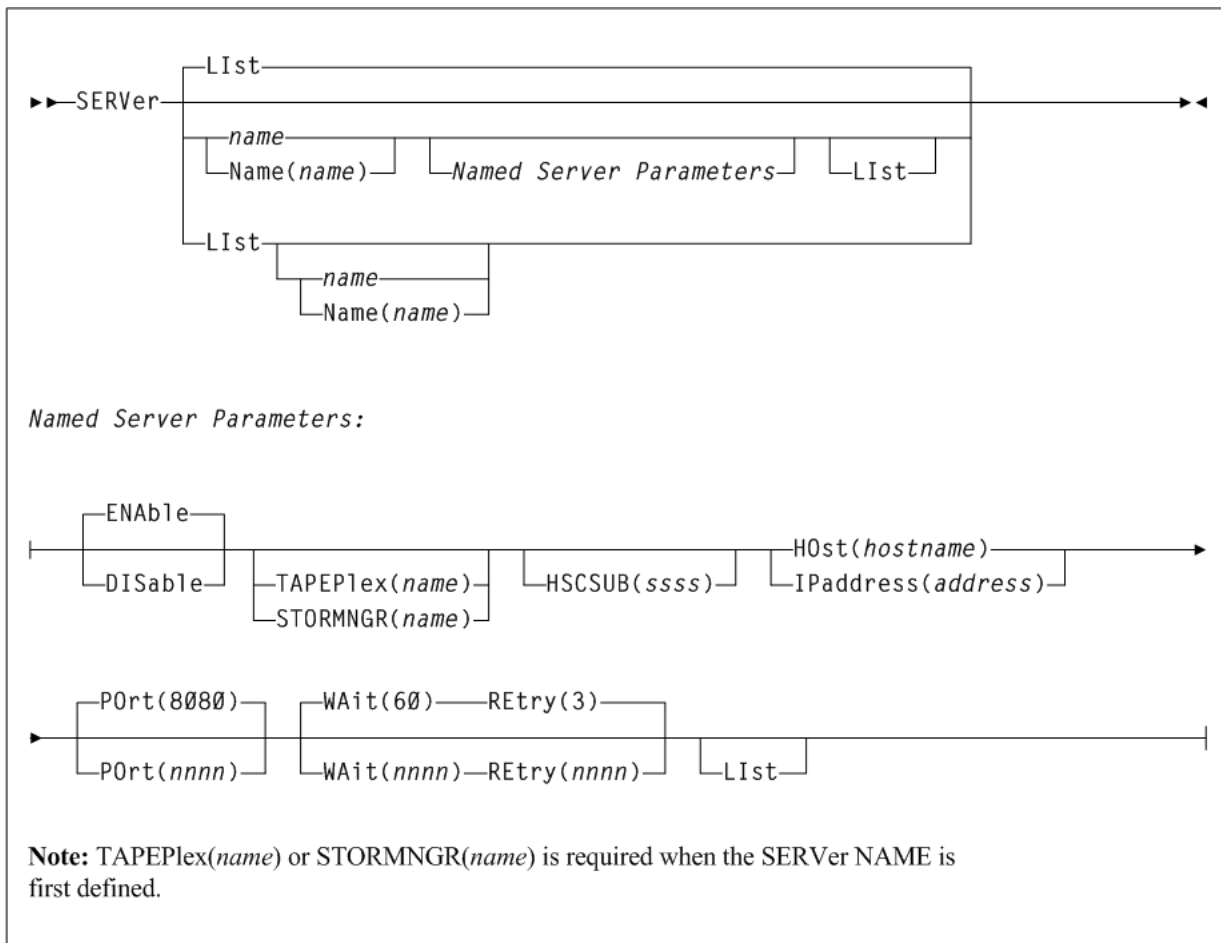 LIst
SERVer
name
Name(name) Named Server Parameters LIst
LIst
name
Name(name)
Named Server Parameters:
ENAble
DISable TAPEPlex(name) HSCSUB(ssss) HOst(hostname)
STORMNGR(name) IPaddress(address)
POrt(8080) WAit(60) REtry(3)
POrt(nnnn) WAit(nnnn) REtry(nnnn) LIst
Note: TAPEPlex(name) or STORMNGR(name) is required when the SERVer NAME is
first defined.